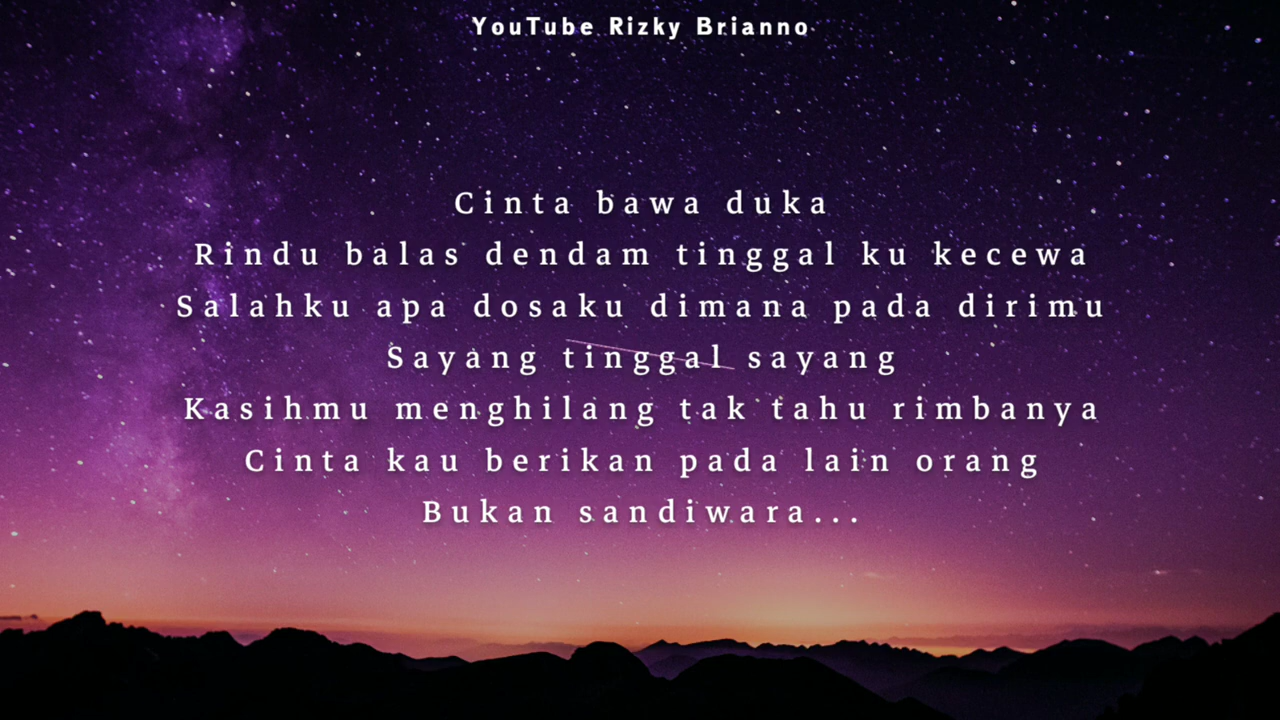 YouTube Rizky Brianno
Cinta bawa duka
Rindu balas dendam tinggal ku kecewa
Salahku apa dosaku dimana pada dirimu
Sayang tinggal sayang
Kasihmu menghilang tak tahu rimbanya
Cinta kau berikan pada lain orang
Bukan sandiwara...